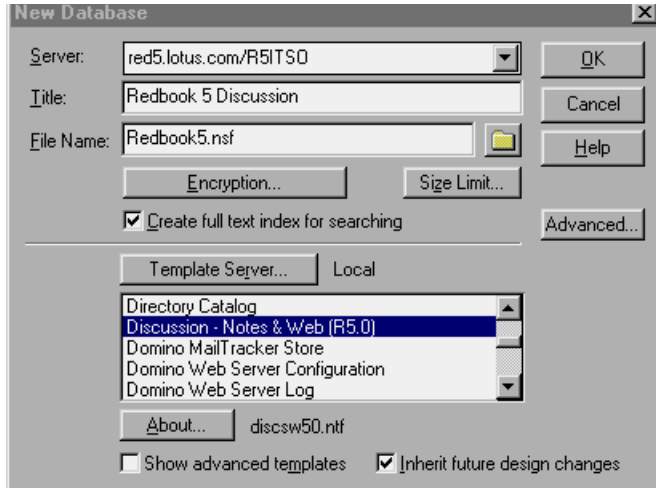 New Database
Server: red5.lotus.com/R5ITSO OK
Title: Redbook 5 Discussion Cancel
File Name: Redbook5.nsf Help
Encryption... Size Limit...
Create full text index for searching Advanced...
Template Server... Local
Directory Catalog
Discussion - Notes & Web (R5.0)
Domino MailTracker Store
Domino Web Server Configuration
Domino Web Server Log
About... discsw50.ntf
Show advanced templates Inherit future design changes